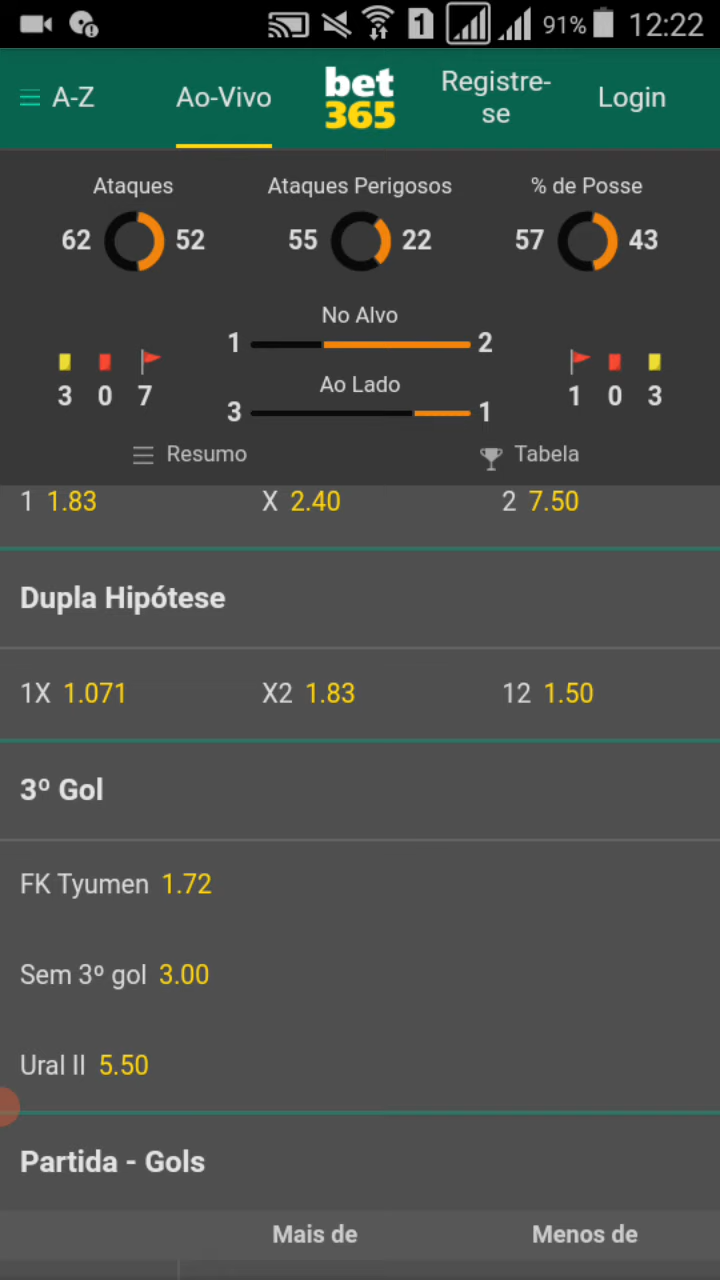 1 91% 12:22
A-Z Ao-Vivo bet365 Registre-se Login
Ataques Ataques Perigosos % de Posse
62 52 55 22 57 43
No Alvo
1 2
Ao Lado
3 1
3 0 7
1 0 3
Resumo Tabela
1 1.83 X 2.40 2 7.50
Dupla Hipótese
1X 1.071 X2 1.83 12 1.50
3º Gol
FK Tyumen 1.72
Sem 3º gol 3.00
Ural II 5.50
Partida - Gols
Mais de Menos de